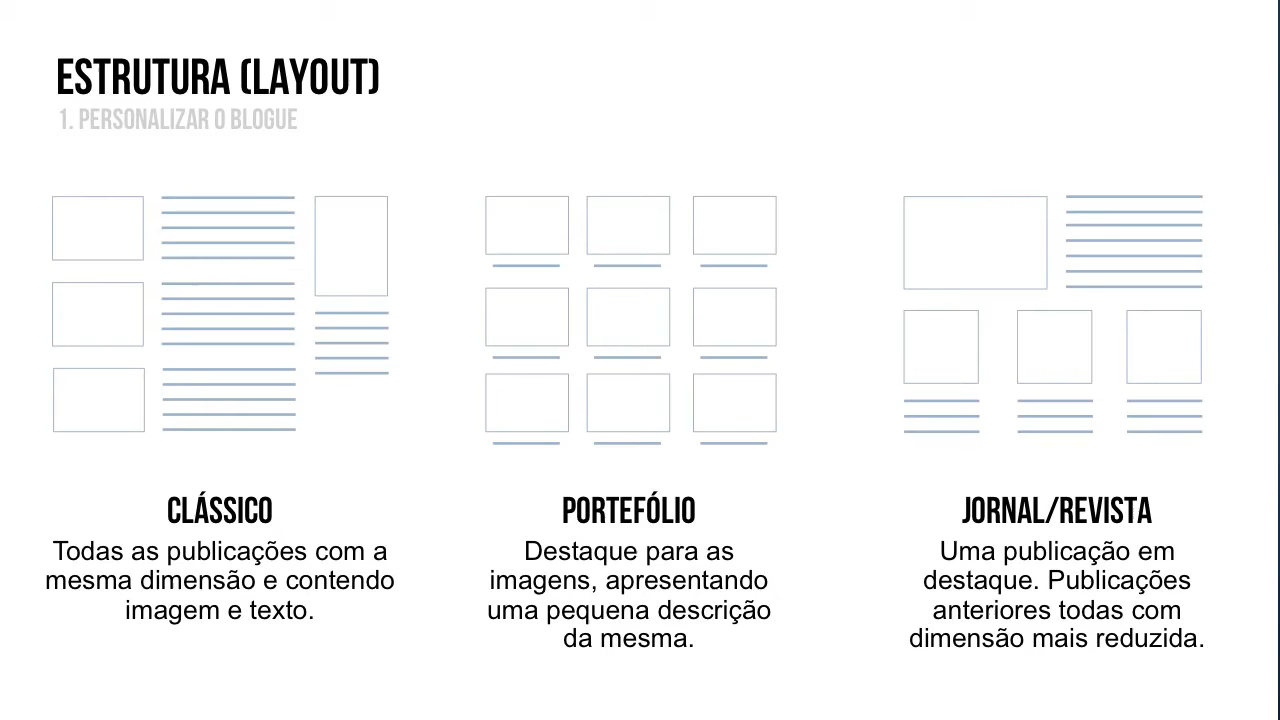 ESTRUTURA (LAYOUT)
1. PERSONALIZAR O BLOGUE
CLÁSSICO
Todas as publicações com a
mesma dimensão e contendo
imagem e texto.
PORTEFÓLIO
Destaque para as
imagens, apresentando
uma pequena descrição
da mesma.
JORNAL/REVISTA
Uma publicação em
destaque. Publicações
anteriores todas com
dimensão mais reduzida.